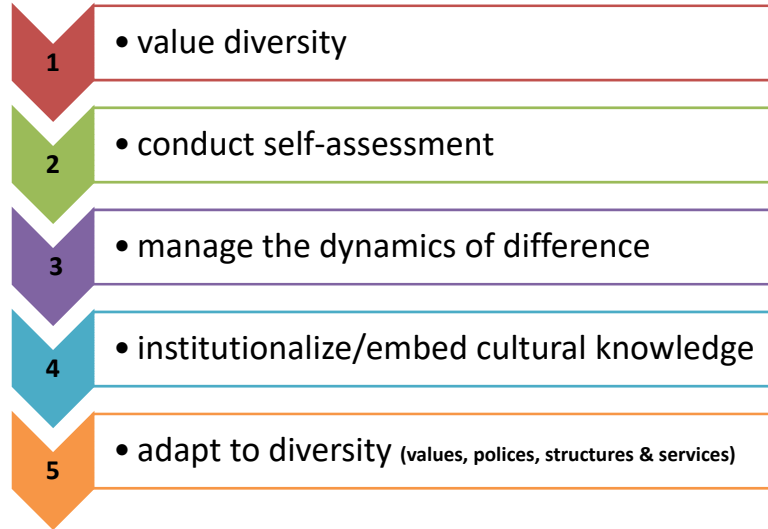 1 • value diversity
2 • conduct self-assessment
3 • manage the dynamics of difference
4 • institutionalize/embed cultural knowledge
5 • adapt to diversity (values, polices, structures & services)